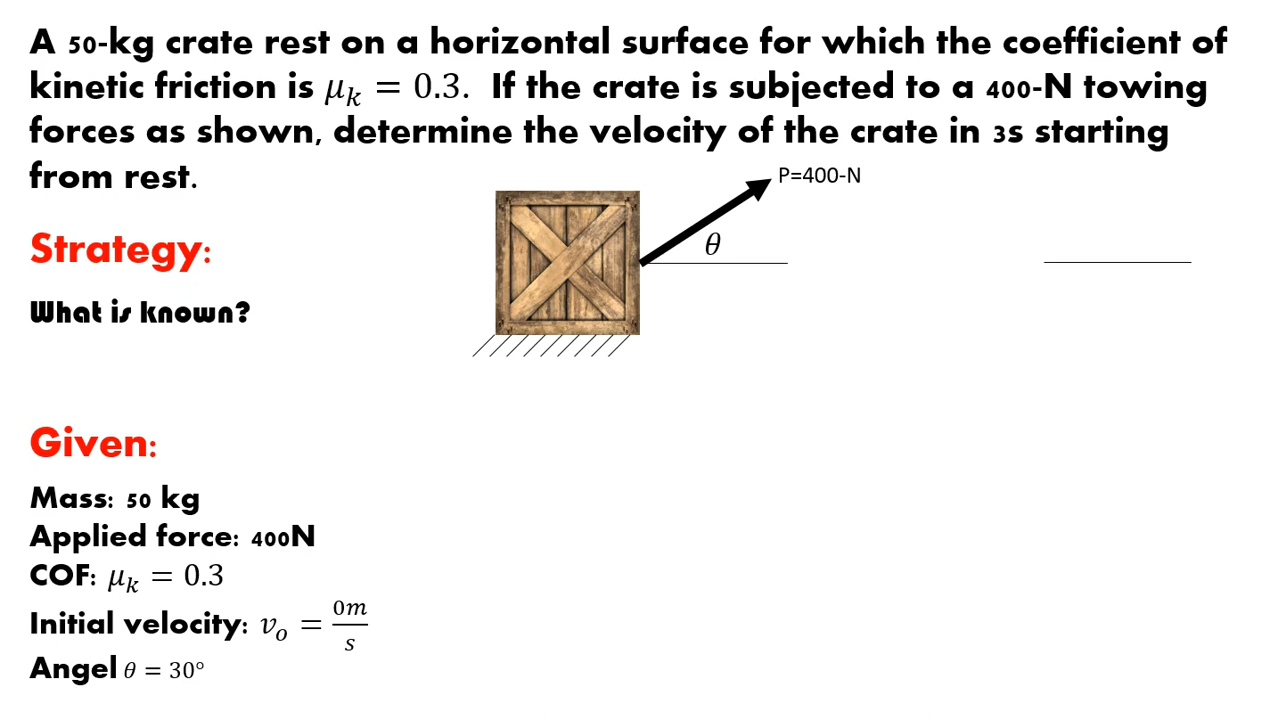 A 50-kg crate rest on a horizontal surface for which the coefficient of
kinetic friction is μₖ = 0.3. If the crate is subjected to a 400-N towing
forces as shown, determine the velocity of the crate in 3s starting
from rest.
P=400-N
θ
Strategy:
What is known?
Given:
Mass: 50 kg
Applied force: 400N
COF: μₖ = 0.3
Initial velocity: vₒ = 0m/s
Angel θ = 30°